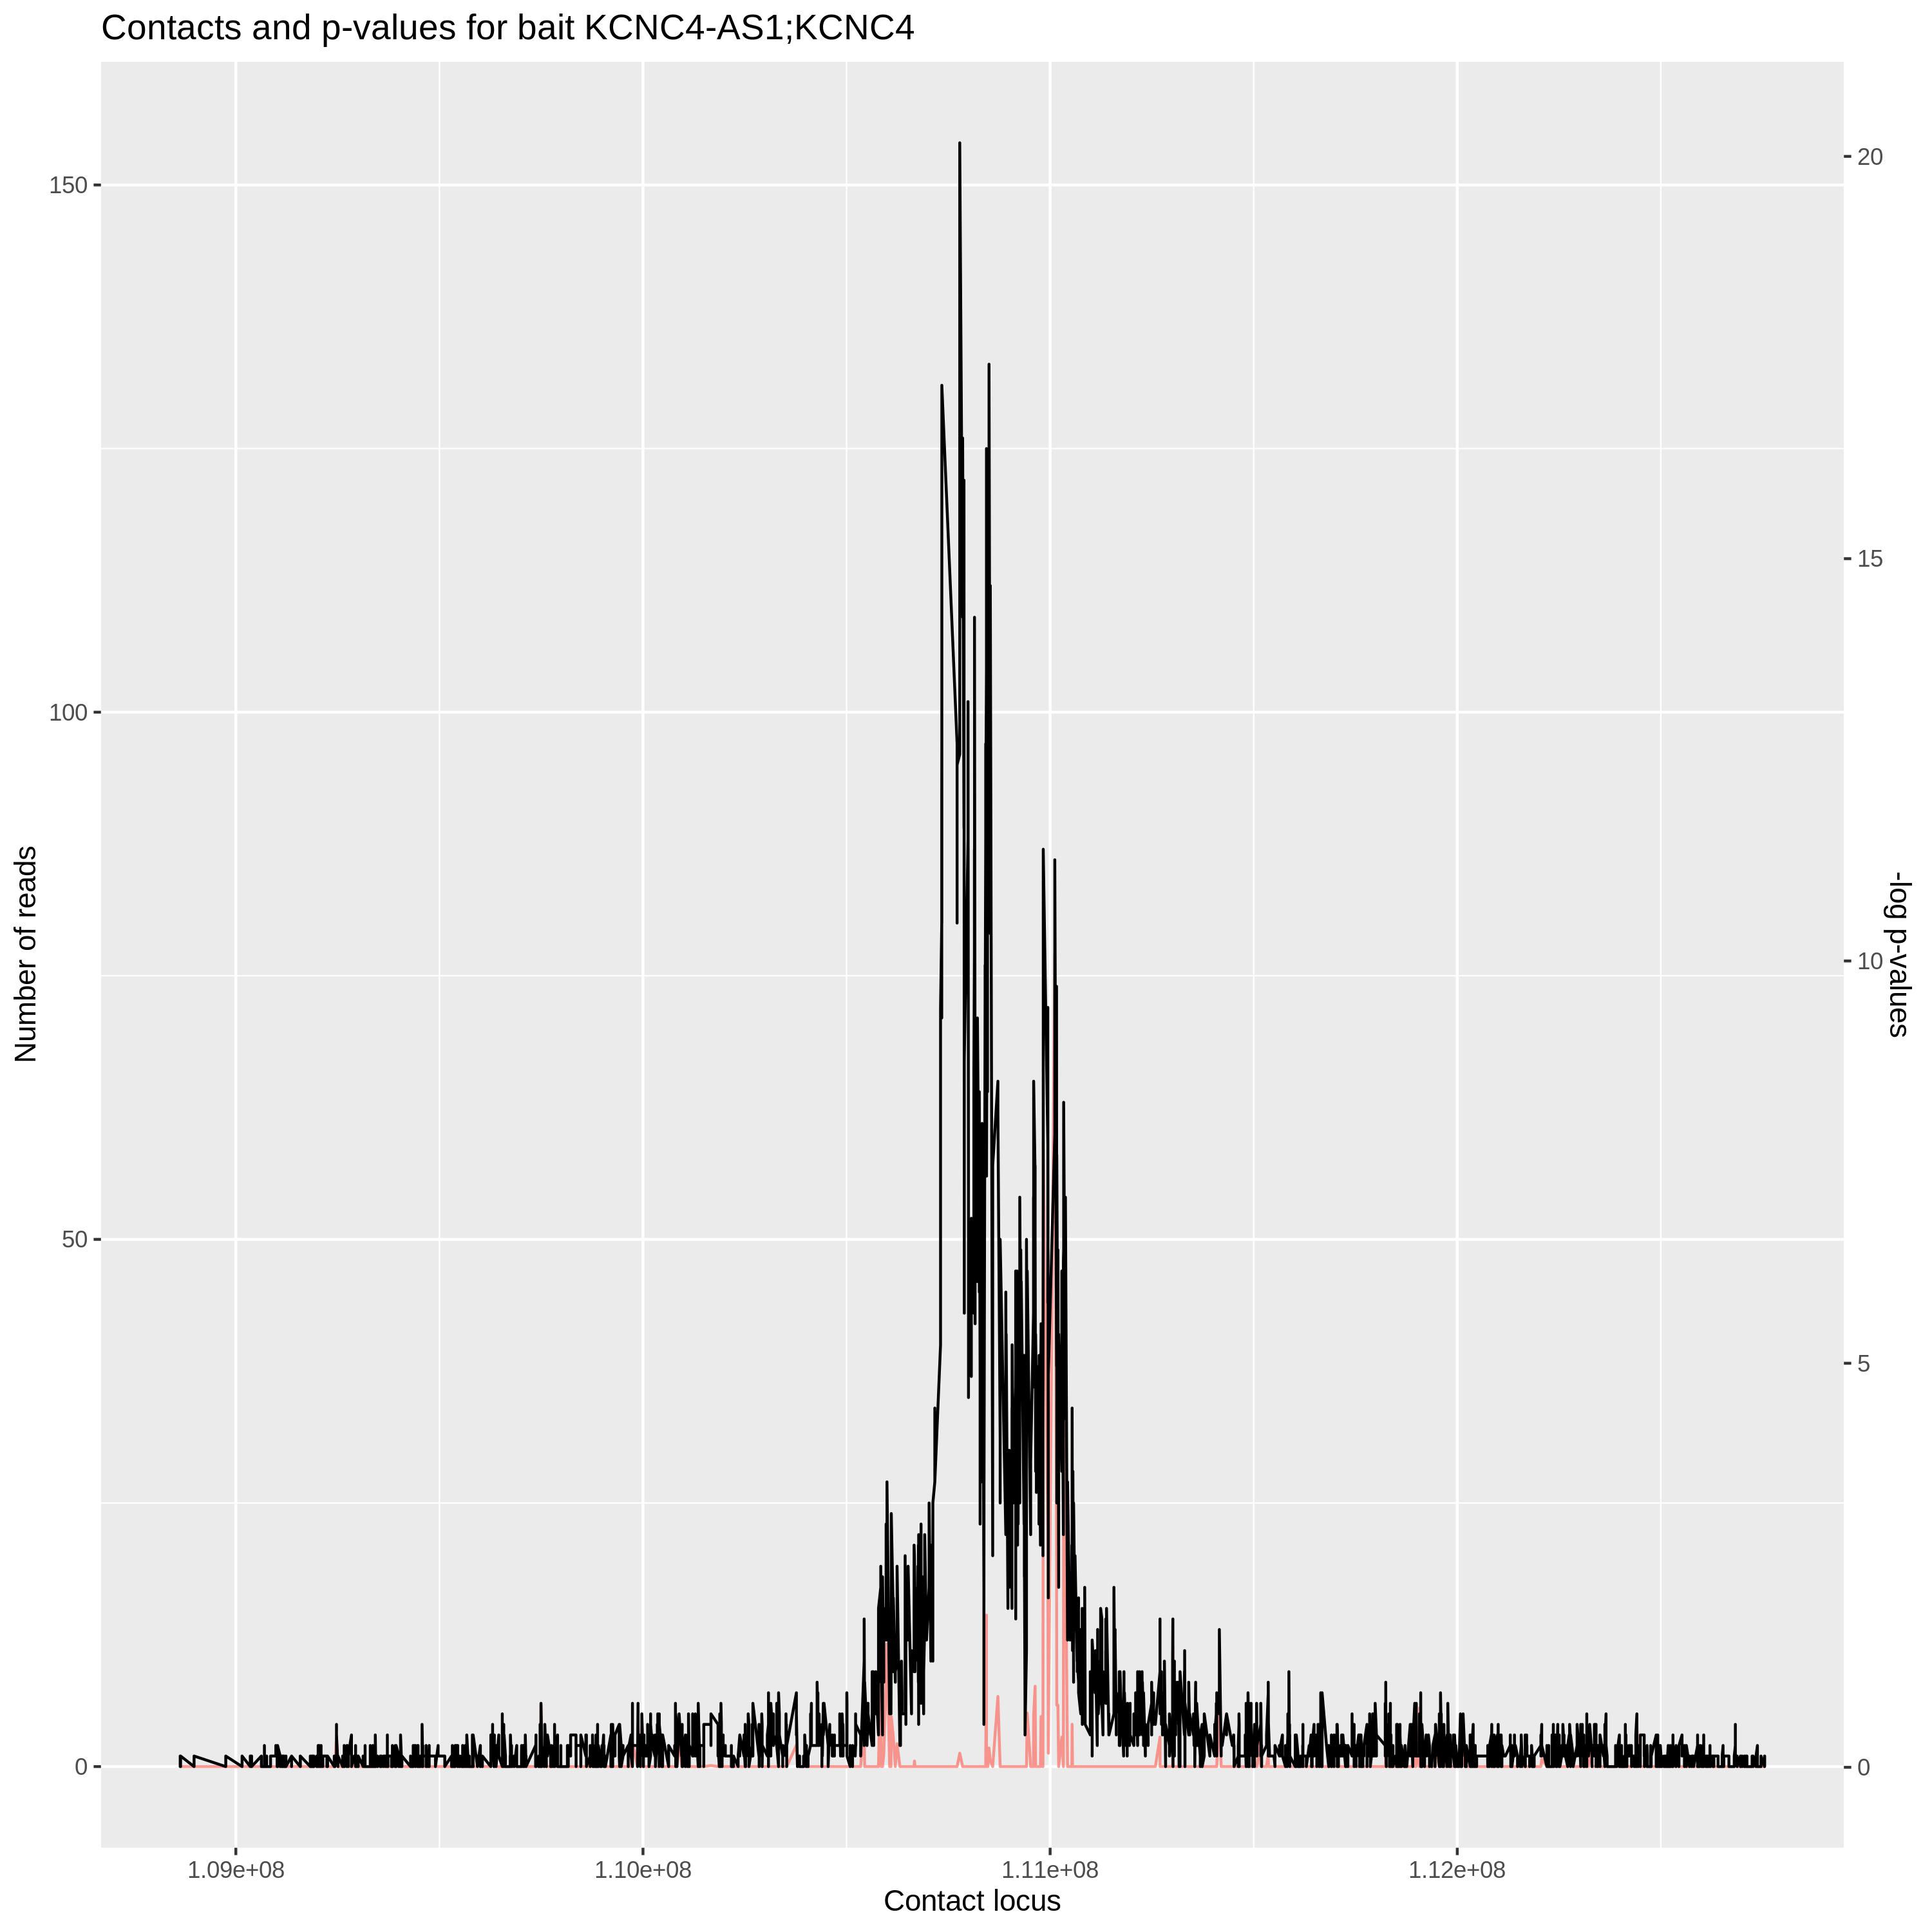 Contacts and p-values for bait KCNC4-AS1;KCNC4
150
100
50
0
Number of reads
20
15
10
5
0
-log p-values
1.09e+08
1.10e+08
1.11e+08
1.12e+08
Contact locus